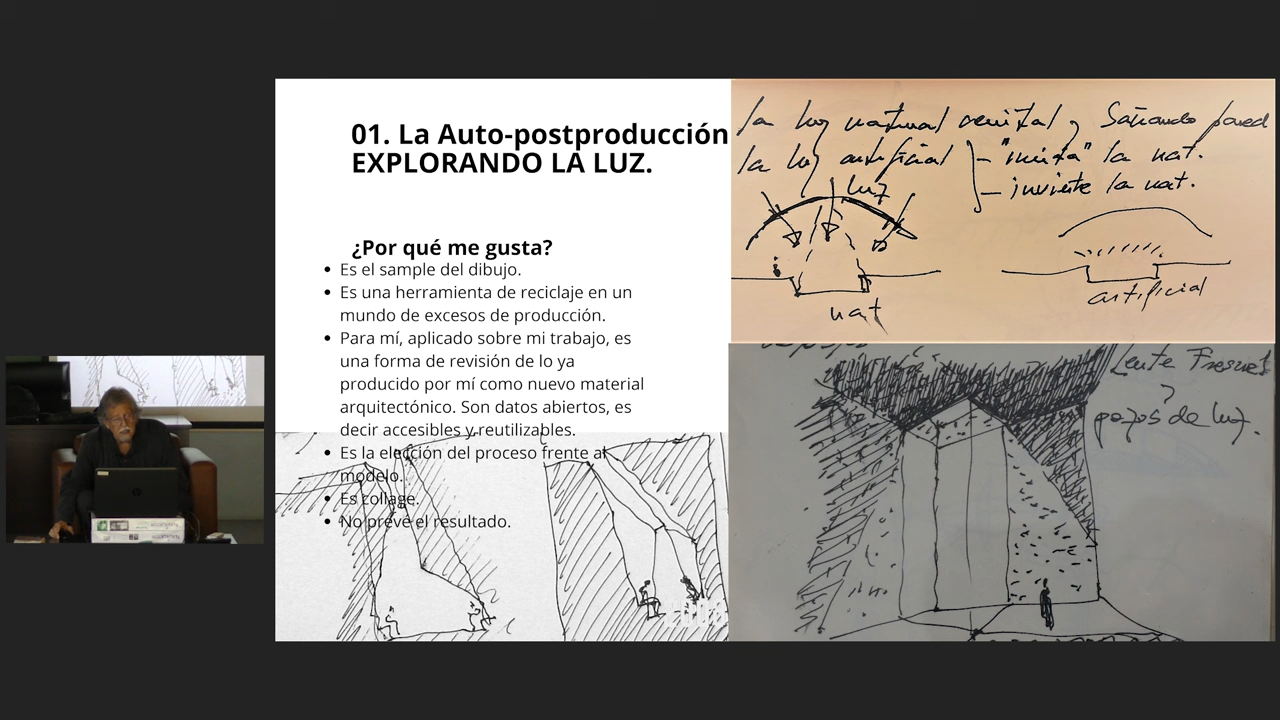 01. La Auto-postproducción
EXPLORANDO LA LUZ.
¿Por qué me gusta?
• Es el sample del dibujo.
• Es una herramienta de reciclaje en un
mundo de excesos de producción.
• Para mí, aplicado sobre mi trabajo, es
una forma de revisión de lo ya
producido por mí como nuevo material
arquitectónico. Son datos abiertos, es
decir accesibles y reutilizables.
• Es la elección del proceso frente al
modelo.
• Es collage.
• No prevé el resultado.
2006
la luz natural cenital
la luz artificial - "imita" la nat.
- invierte la nat.
luz
nat
artificial
Lente Fresnel
y
pozos de luz.